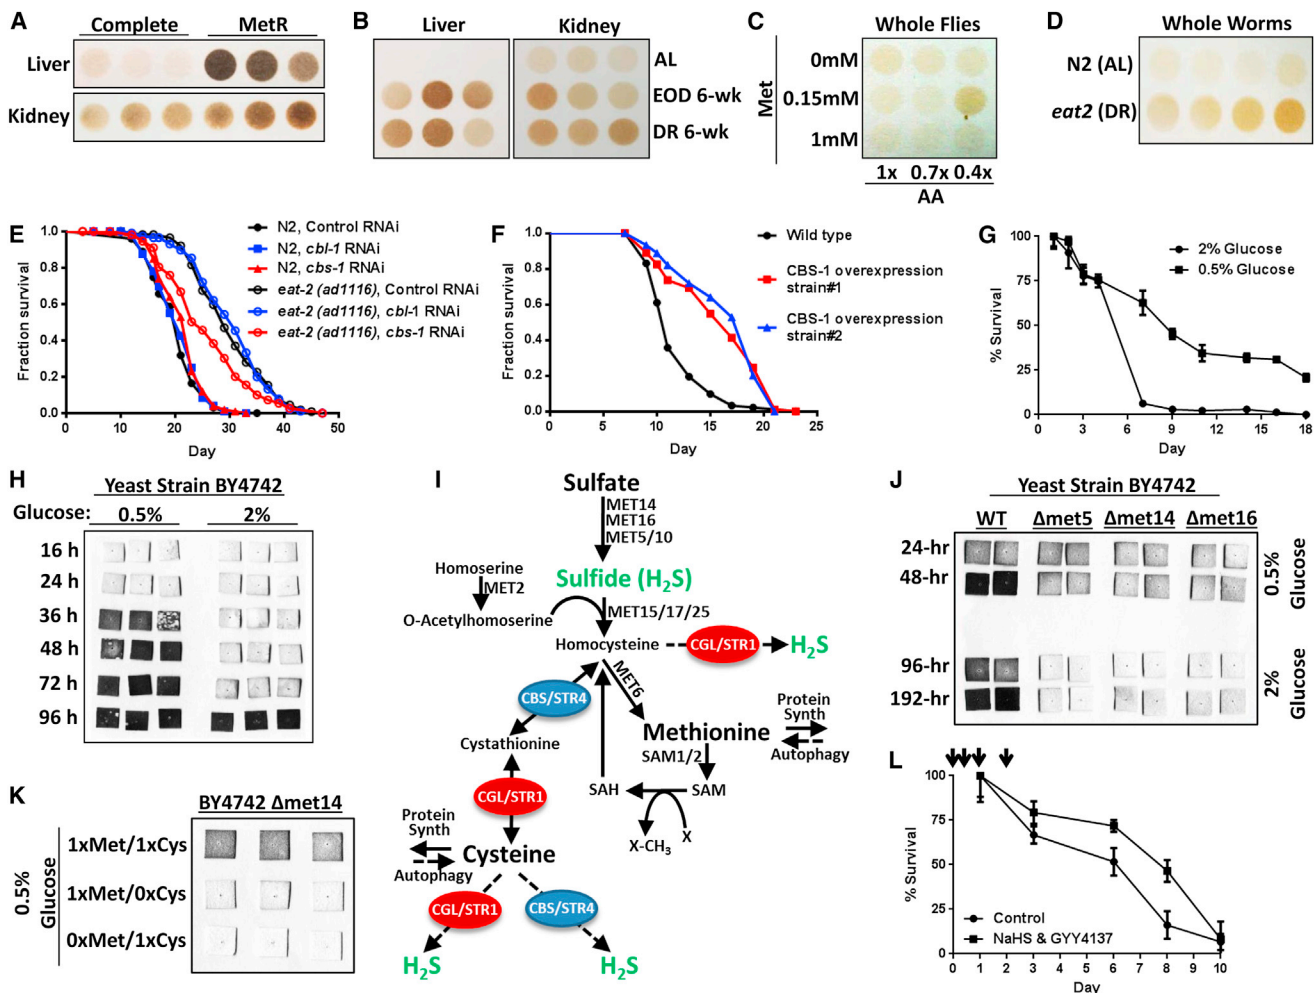 A
Complete
MetR
Liver
Kidney
B
Liver
Kidney
AL
EOD 6-wk
DR 6-wk
C
Whole Flies
Met
0mM
0.15mM
1mM
1x 0.7x 0.4x
AA
D
Whole Worms
N2 (AL)
eat2 (DR)
E
Fraction survival
1.0
0.8
0.6
0.4
0.2
0.0
0 10 20 30 40 50
Day
N2, Control RNAi
N2, cbl-1 RNAi
N2, cbs-1 RNAi
eat-2 (ad1116), Control RNAi
eat-2 (ad1116), cbl-1 RNAi
eat-2 (ad1116), cbs-1 RNAi
F
Fraction survival
1.0
0.8
0.6
0.4
0.2
0.0
0 5 10 15 20 25
Day
Wild type
CBS-1 overexpression
strain#1
CBS-1 overexpression
strain#2
G
% Survival
100
75
50
25
0
0 3 6 9 12 15 18
Day
2% Glucose
0.5% Glucose
H
Yeast Strain BY4742
Glucose: 0.5% 2%
16 h
24 h
36 h
48 h
72 h
96 h
I
Sulfate
MET14
MET16
MET5/10
Sulfide (H2S)
Homoserine
MET2
O-Acetylhomoserine
MET15/17/25
Homocysteine
CGL/STR1
H2S
MET6
CBS/STR4
Cystathionine
Methionine
Protein
Synth
Autophagy
SAM1/2
SAH
SAM
X-CH3
X
CGL/STR1
Protein
Synth
Autophagy
Cysteine
CGL/STR1
CBS/STR4
H2S
H2S
J
Yeast Strain BY4742
WT Δmet5 Δmet14 Δmet16
24-hr
48-hr
96-hr
192-hr
0.5%
Glucose
2%
Glucose
K
BY4742 Δmet14
0.5%
Glucose
1xMet/1xCys
1xMet/0xCys
0xMet/1xCys
L
% Survival
100
75
50
25
0
0 1 2 3 4 5 6 7 8 9 10
Day
Control
NaHS & GYY4137